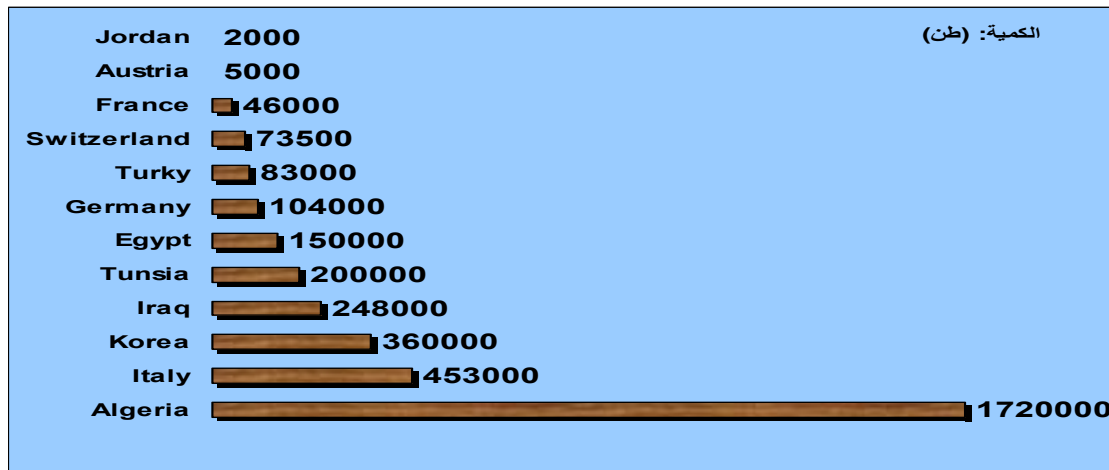 الكمية: (طن)
Jordan 2000
Austria 5000
France 46000
Switzerland 73500
Turky 83000
Germany 104000
Egypt 150000
Tunsia 200000
Iraq 248000
Korea 360000
Italy 453000
Algeria 1720000